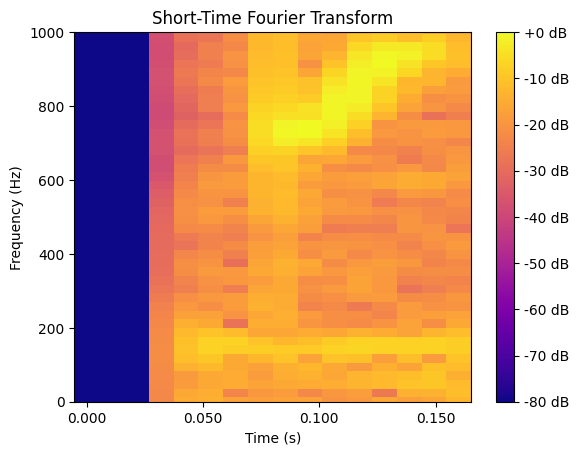 Short-Time Fourier Transform
1000
800
600
400
200
0
Frequency (Hz)
0.000
0.050
0.100
0.150
Time (s)
+0 dB
-10 dB
-20 dB
-30 dB
-40 dB
-50 dB
-60 dB
-70 dB
-80 dB